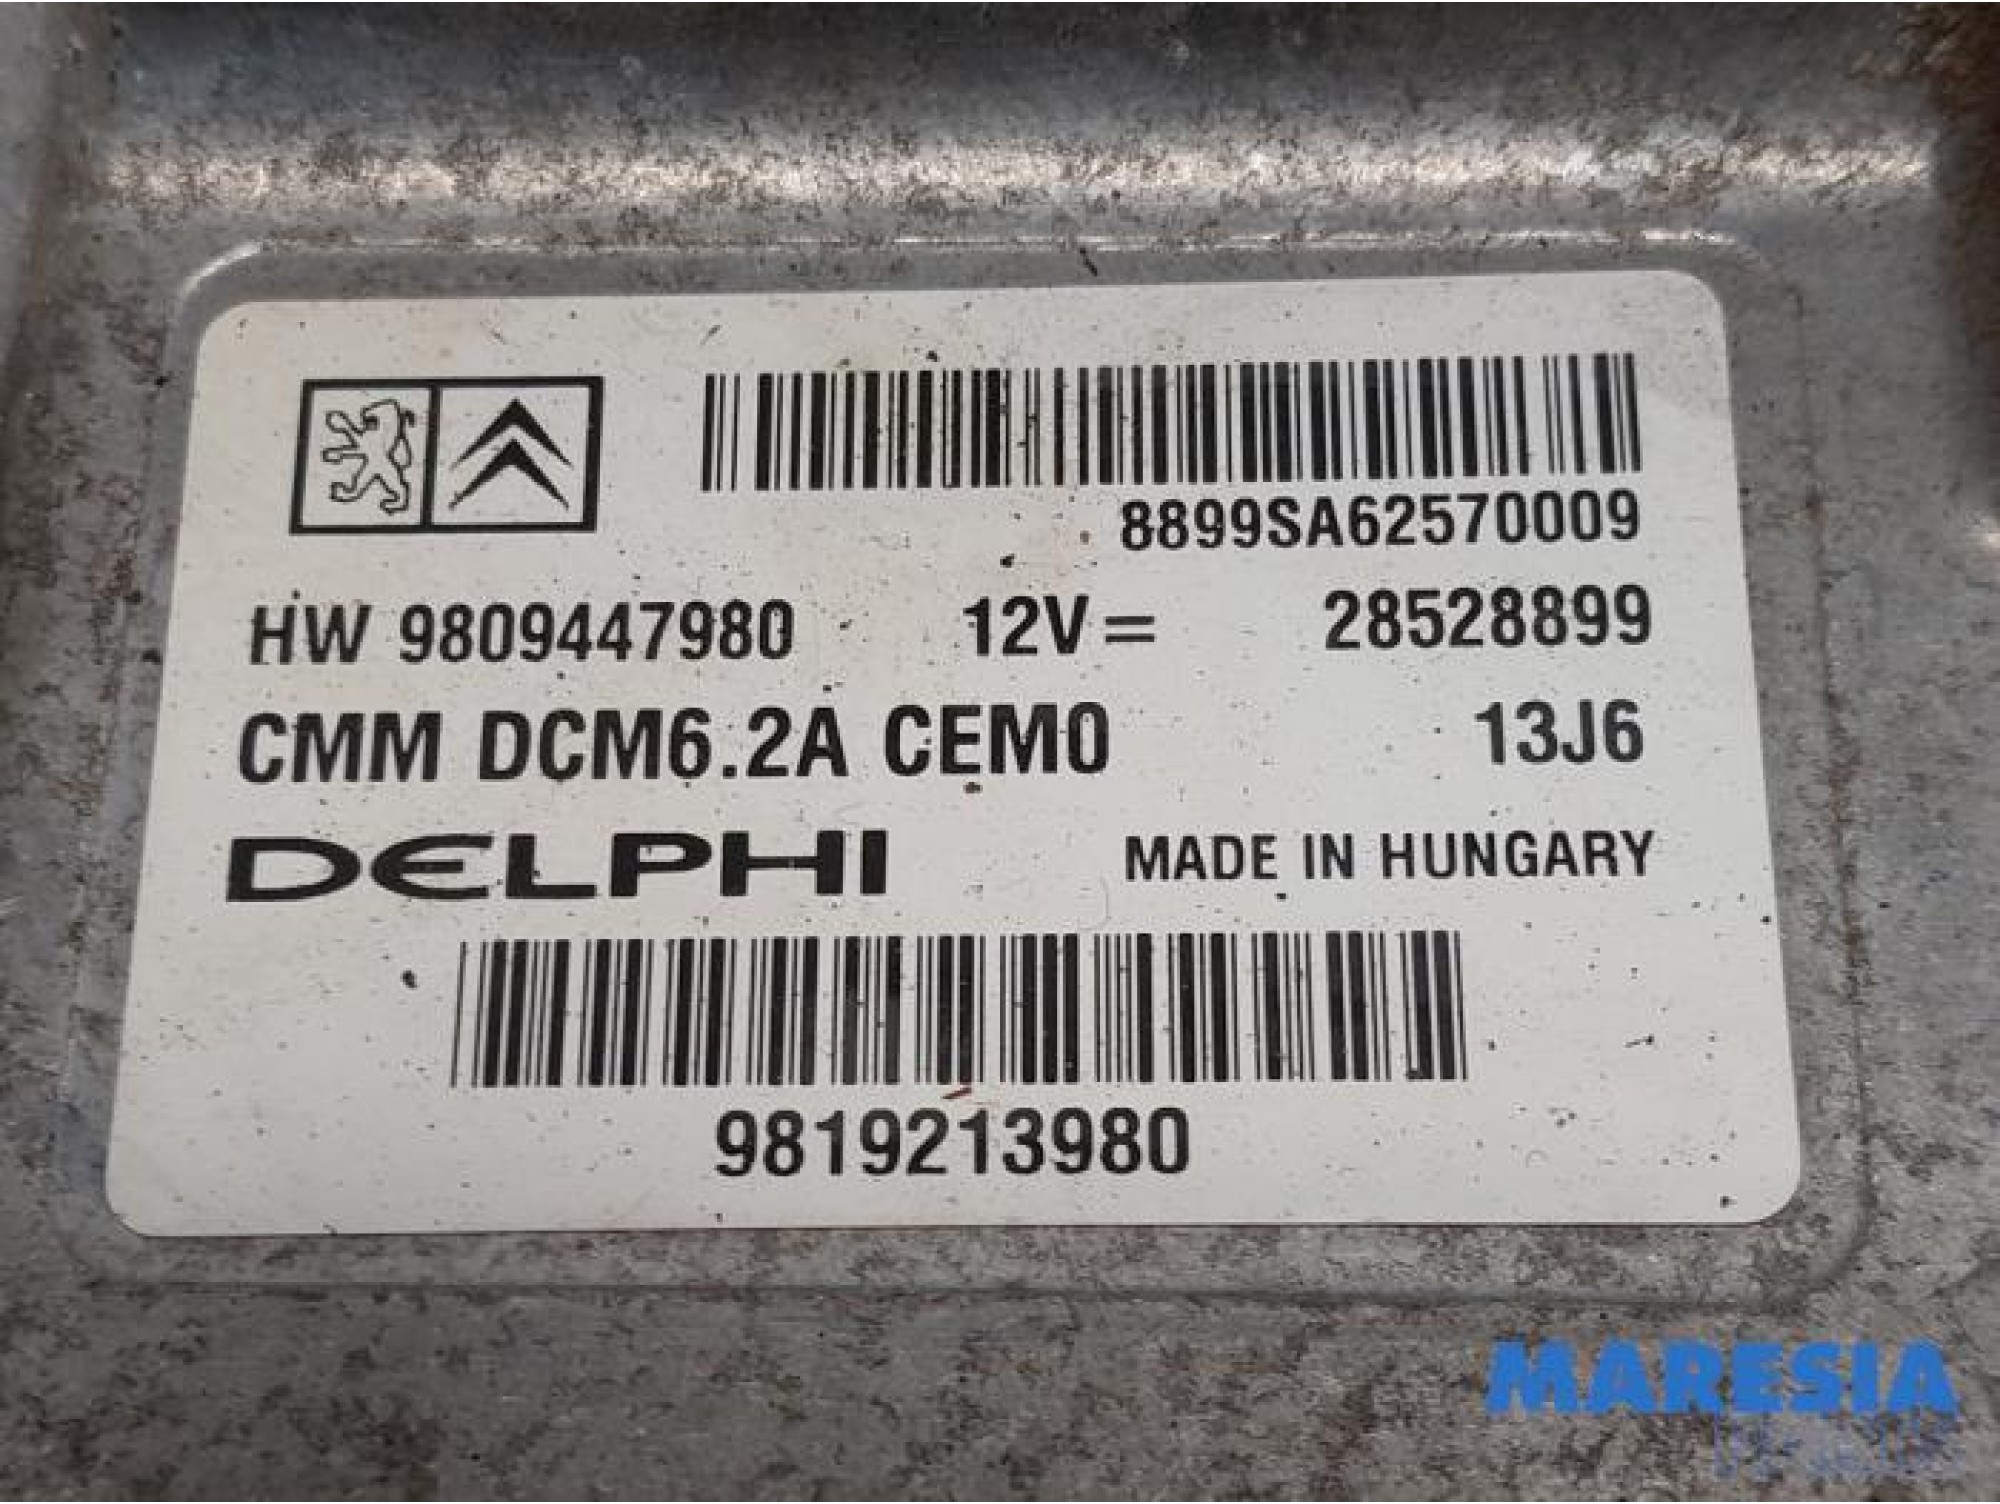 8899SA62570009
HW 9809447980 12V= 28528899
CMM DCM6.2A CEM0 13J6
DELPHI MADE IN HUNGARY
9819213980
MARESIA